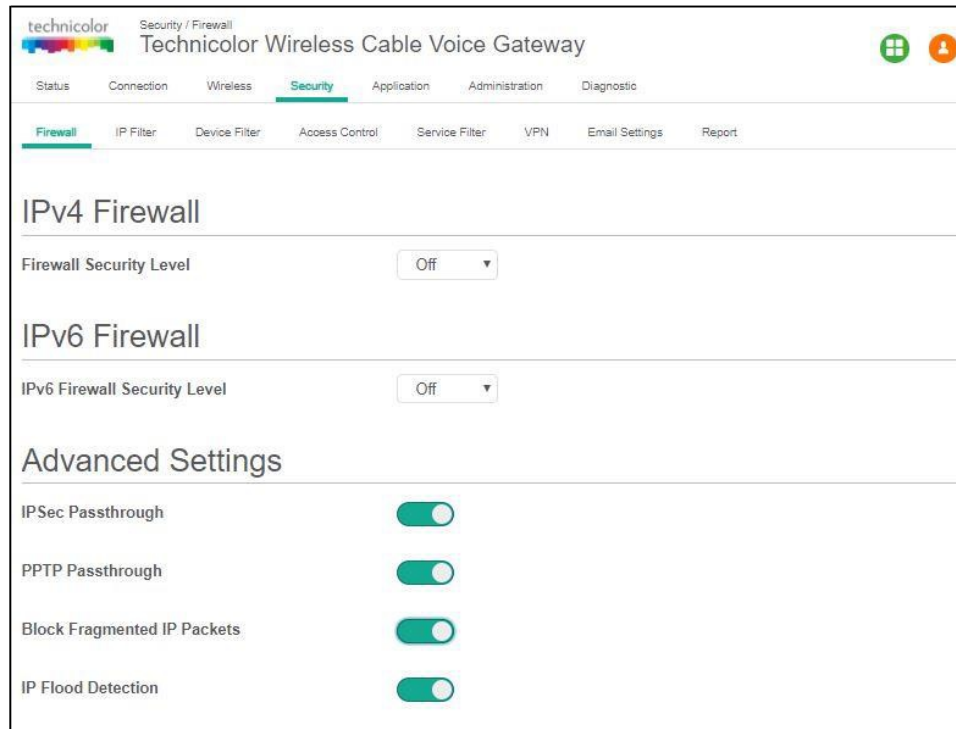 technicolor
Security / Firewall
Technicolor Wireless Cable Voice Gateway
Status Connection Wireless Security Application Administration Diagnostic
Firewall IP Filter Device Filter Access Control Service Filter VPN Email Settings Report
IPv4 Firewall
Firewall Security Level Off
IPv6 Firewall
IPv6 Firewall Security Level Off
Advanced Settings
IPSec Passthrough
PPTP Passthrough
Block Fragmented IP Packets
IP Flood Detection